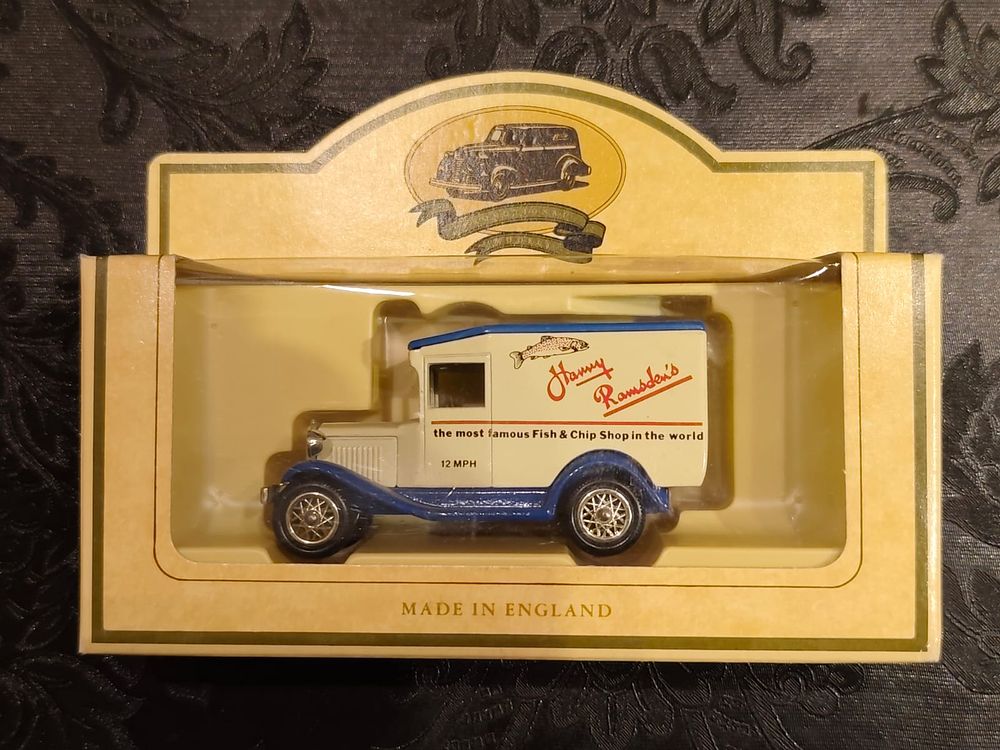 Harry
Ramsden's
the most famous Fish & Chip Shop in the world
12 MPH
MADE IN ENGLAND